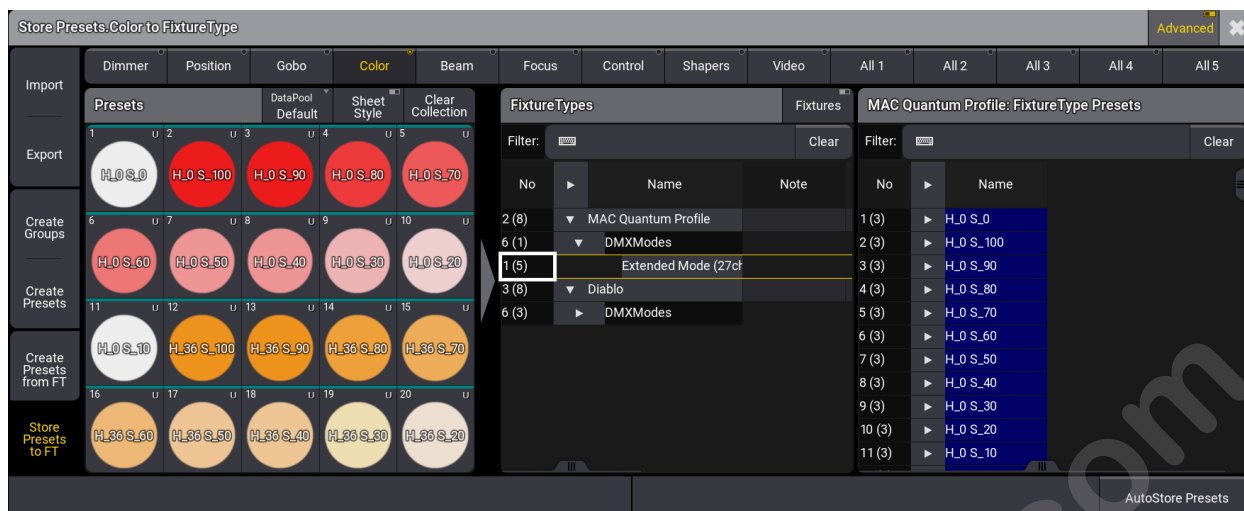 Store Presets.Color to FixtureType
Advanced
Import
Export
Create
Groups
Create
Presets
Create
Presets
from FT
Store
Presets
to FT
Dimmer Position Gobo Color Beam Focus Control Shapers Video All 1 All 2 All 3 All 4 All 5
Presets
DataPool
Default
Sheet
Style
Clear
Collection
1 U 2 U 3 U 4 U 5 U
H_0 S_0 H_0 S_100 H_0 S_90 H_0 S_80 H_0 S_70
6 U 7 U 8 U 9 U 10 U
H_0 S_60 H_0 S_50 H_0 S_40 H_0 S_30 H_0 S_20
11 U 12 U 13 U 14 U 15 U
H_0 S_10 H_36 S_100 H_36 S_90 H_36 S_80 H_36 S_70
16 U 17 U 18 U 19 U 20 U
H_36 S_60 H_36 S_50 H_36 S_40 H_36 S_30 H_36 S_20
FixtureTypes Fixtures
Filter: Clear
No Name Note
2 (8) MAC Quantum Profile
6 (1) DMXModes
1 (5) Extended Mode (27ch
3 (8) Diablo
6 (3) DMXModes
MAC Quantum Profile: FixtureType Presets
Filter: Clear
No Name
1 (3) H_0 S_0
2 (3) H_0 S_100
3 (3) H_0 S_90
4 (3) H_0 S_80
5 (3) H_0 S_70
6 (3) H_0 S_60
7 (3) H_0 S_50
8 (3) H_0 S_40
9 (3) H_0 S_30
10 (3) H_0 S_20
11 (3) H_0 S_10
AutoStore Presets
com